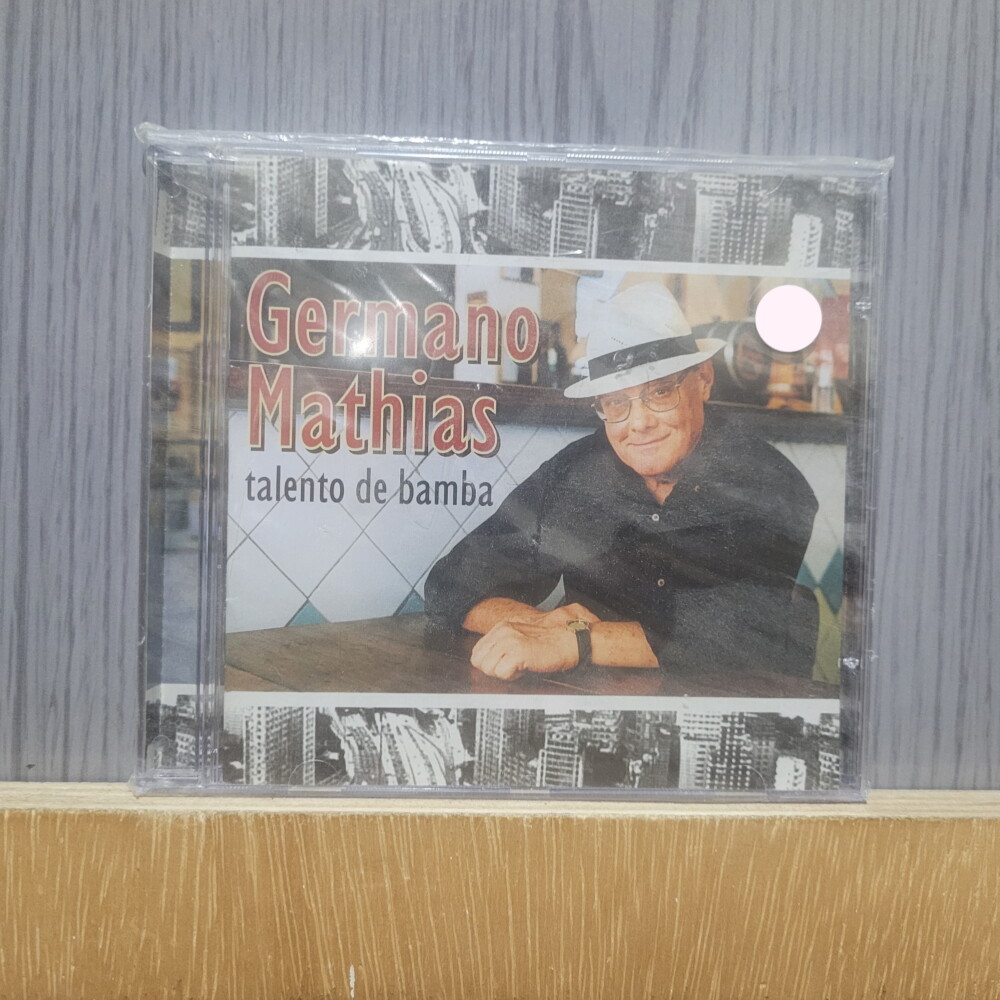 Germano
Mathias
talento de bamba